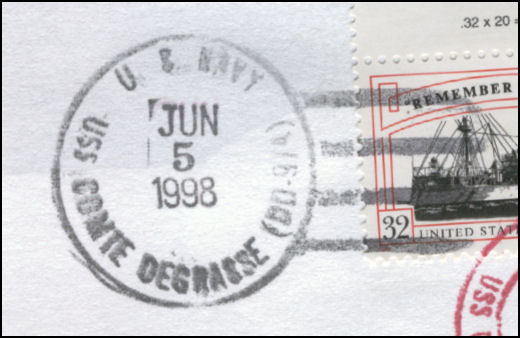 .32 x 20 =
U. S. NAVY
JUN
5
1998
USS COMTE DEGRASSE (DD-974)
REMEMBER
32 UNITED STAT
USS